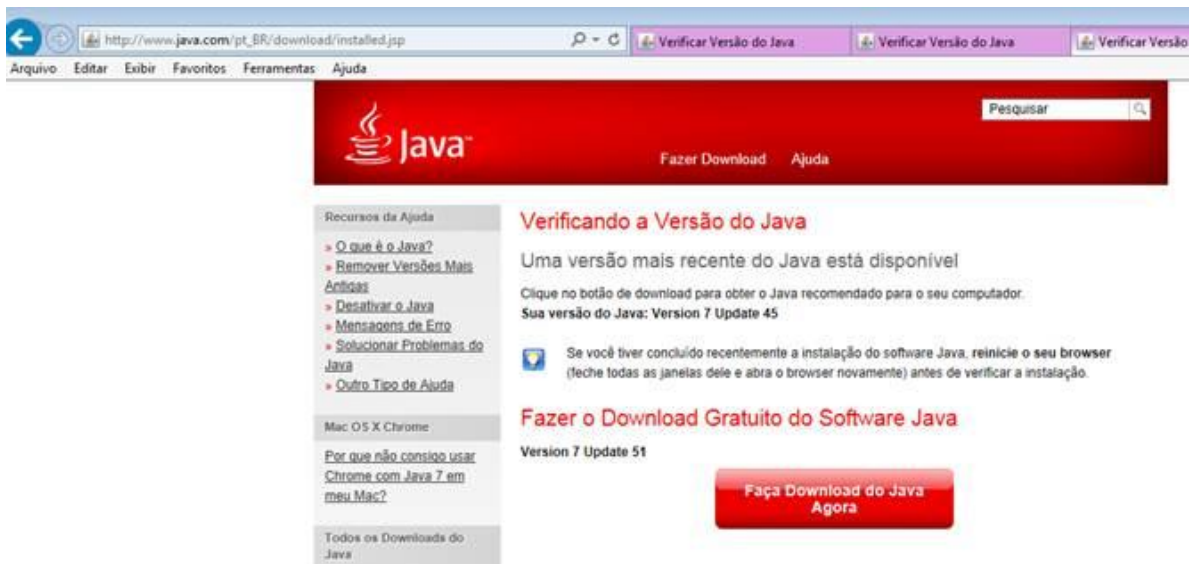 http://www.java.com/pt_BR/download/installed.jsp
Verificar Versão do Java
Verificar Versão do Java
Verificar Versão
Arquivo Editar Exibir Favoritos Ferramentas Ajuda
Java™
Pesquisar
Fazer Download Ajuda
Recursos da Ajuda
» O que é o Java?
» Remover Versões Mais
Antigas
» Desativar o Java
» Mensagens de Erro
» Solucionar Problemas do
Java
» Outro Tipo de Ajuda
Mac OS X Chrome
Por que não consigo usar
Chrome com Java 7 em
meu Mac?
Todos os Downloads do
Java
Verificando a Versão do Java
Uma versão mais recente do Java está disponível
Clique no botão de download para obter o Java recomendado para o seu computador.
Sua versão do Java: Version 7 Update 45
Se você tiver concluído recentemente a instalação do software Java, reinicie o seu browser
(feche todas as janelas dele e abra o browser novamente) antes de verificar a instalação.
Fazer o Download Gratuito do Software Java
Version 7 Update 51
Faça Download do Java
Agora